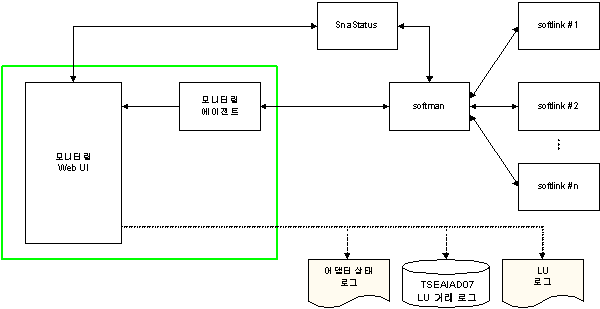 SnaStatus
softlink #1
모니터링
에이전트
softman
softlink #2
모니터링
Web UI
softlink #n
어댑터 상태
로그
TSEAIAD07
LU 거래 로그
LU
로그